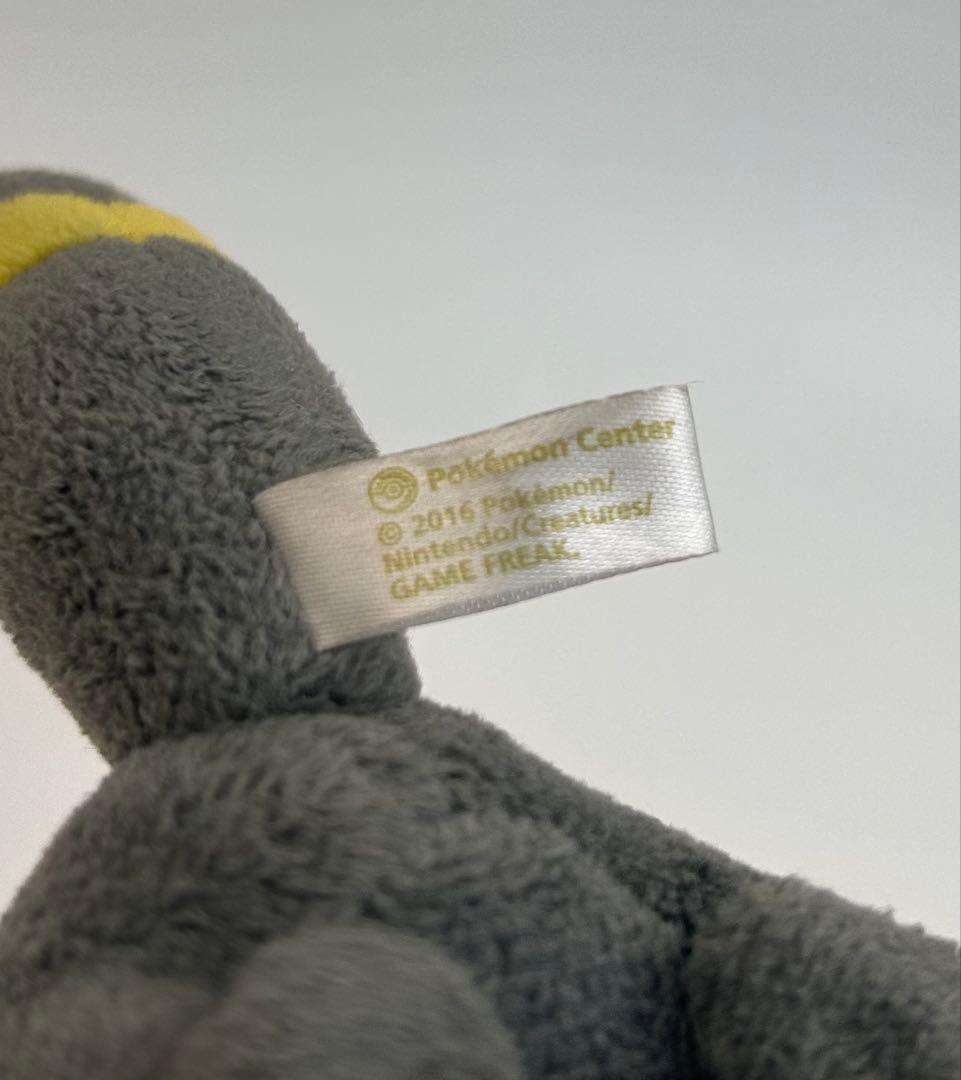 Pokémon Center
© 2016 Pokémon/
Nintendo/Creatures/
GAME FREAK.